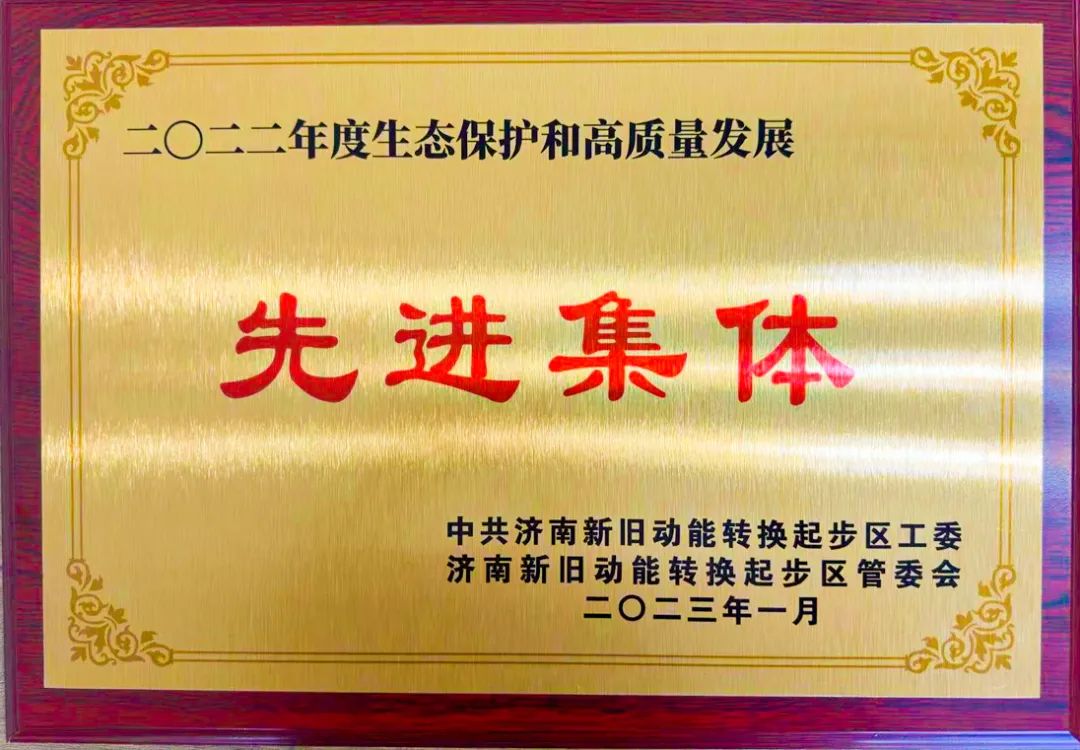 二〇二二年度生态保护和高质量发展
先进集体
中共济南新旧动能转换起步区工委
济南新旧动能转换起步区管委会
二〇二三年一月